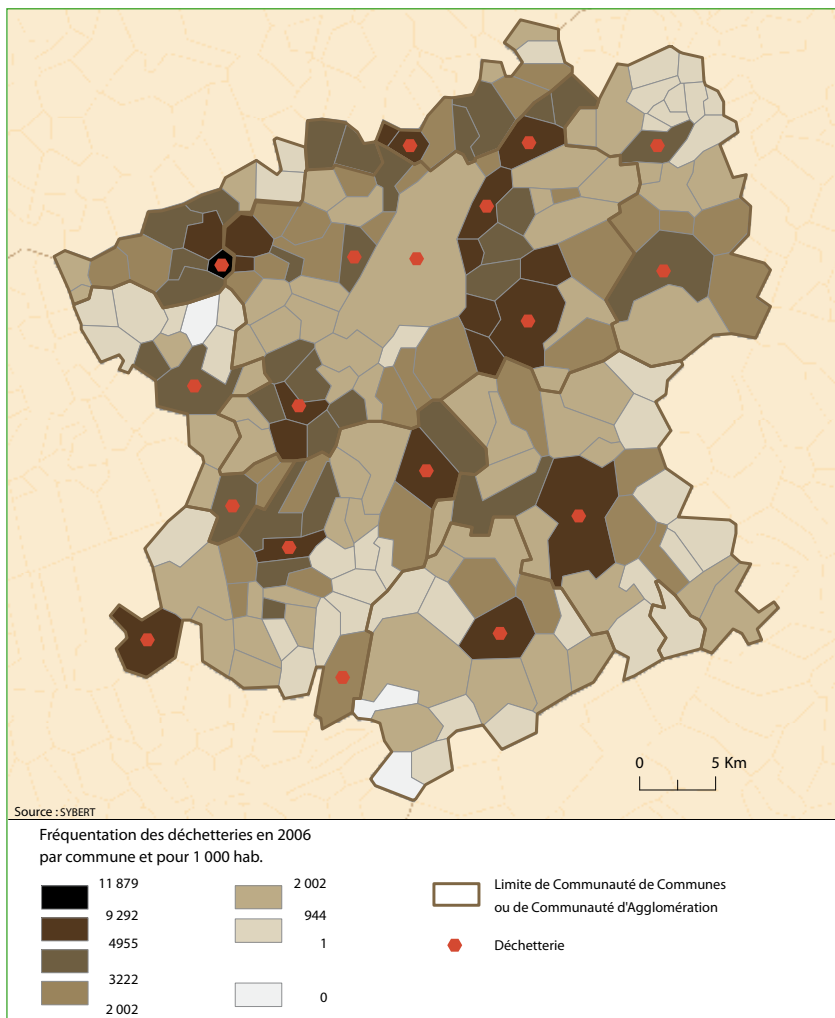 0 5 Km
Source : SYBERT
Fréquentation des déchetteries en 2006
par commune et pour 1 000 hab.
11 879
9 292
4955
3222
2 002
2 002
944
1
0
Limite de Communauté de Communes
ou de Communauté d'Agglomération
Déchetterie